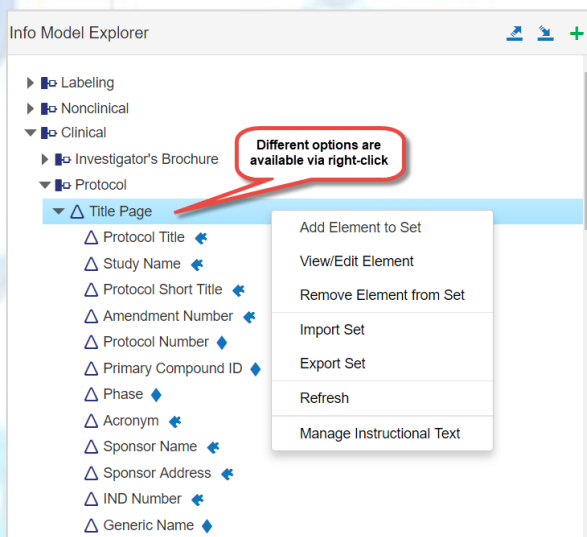 Info Model Explorer
Labeling
Nonclinical
Clinical
Different options are
available via right-click
Investigator's Brochure
Protocol
Title Page
Protocol Title
Study Name
Protocol Short Title
Amendment Number
Protocol Number
Primary Compound ID
Phase
Acronym
Sponsor Name
Sponsor Address
IND Number
Generic Name
Add Element to Set
View/Edit Element
Remove Element from Set
Import Set
Export Set
Refresh
Manage Instructional Text